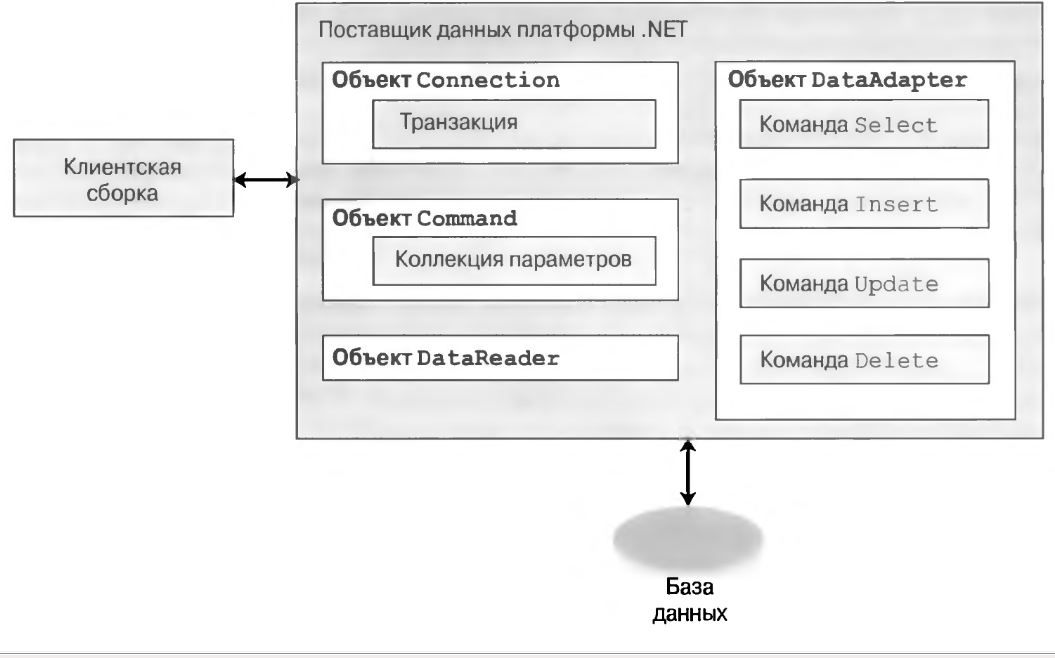 Поставщик данных платформы .NET
Объект Connection
Транзакция
Объект Command
Коллекция параметров
Объект DataReader
Объект DataAdapter
Команда Select
Команда Insert
Команда Update
Команда Delete
Клиентская
сборка
База
данных